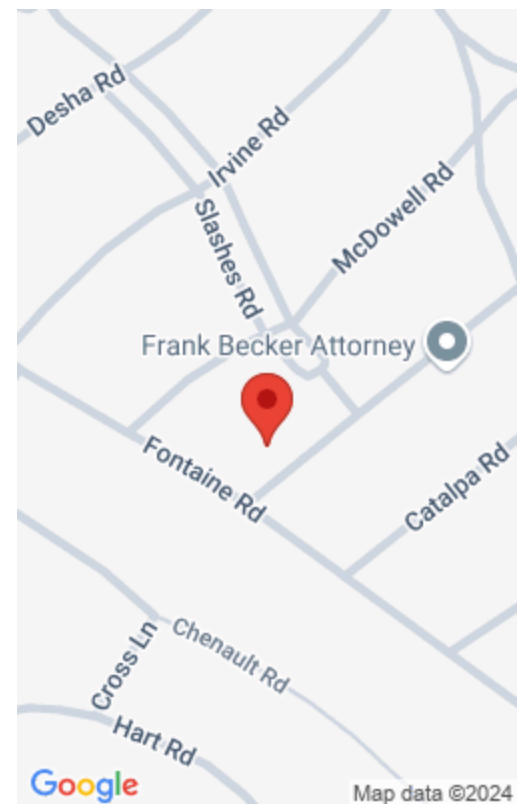 Desha Rd
Irvine Rd
McDowell Rd
Slashes Rd
Frank Becker Attorney
Fontaine Rd
Catalpa Rd
Chenault Rd
Cross Ln
Hart Rd
Google
Map data ©2024